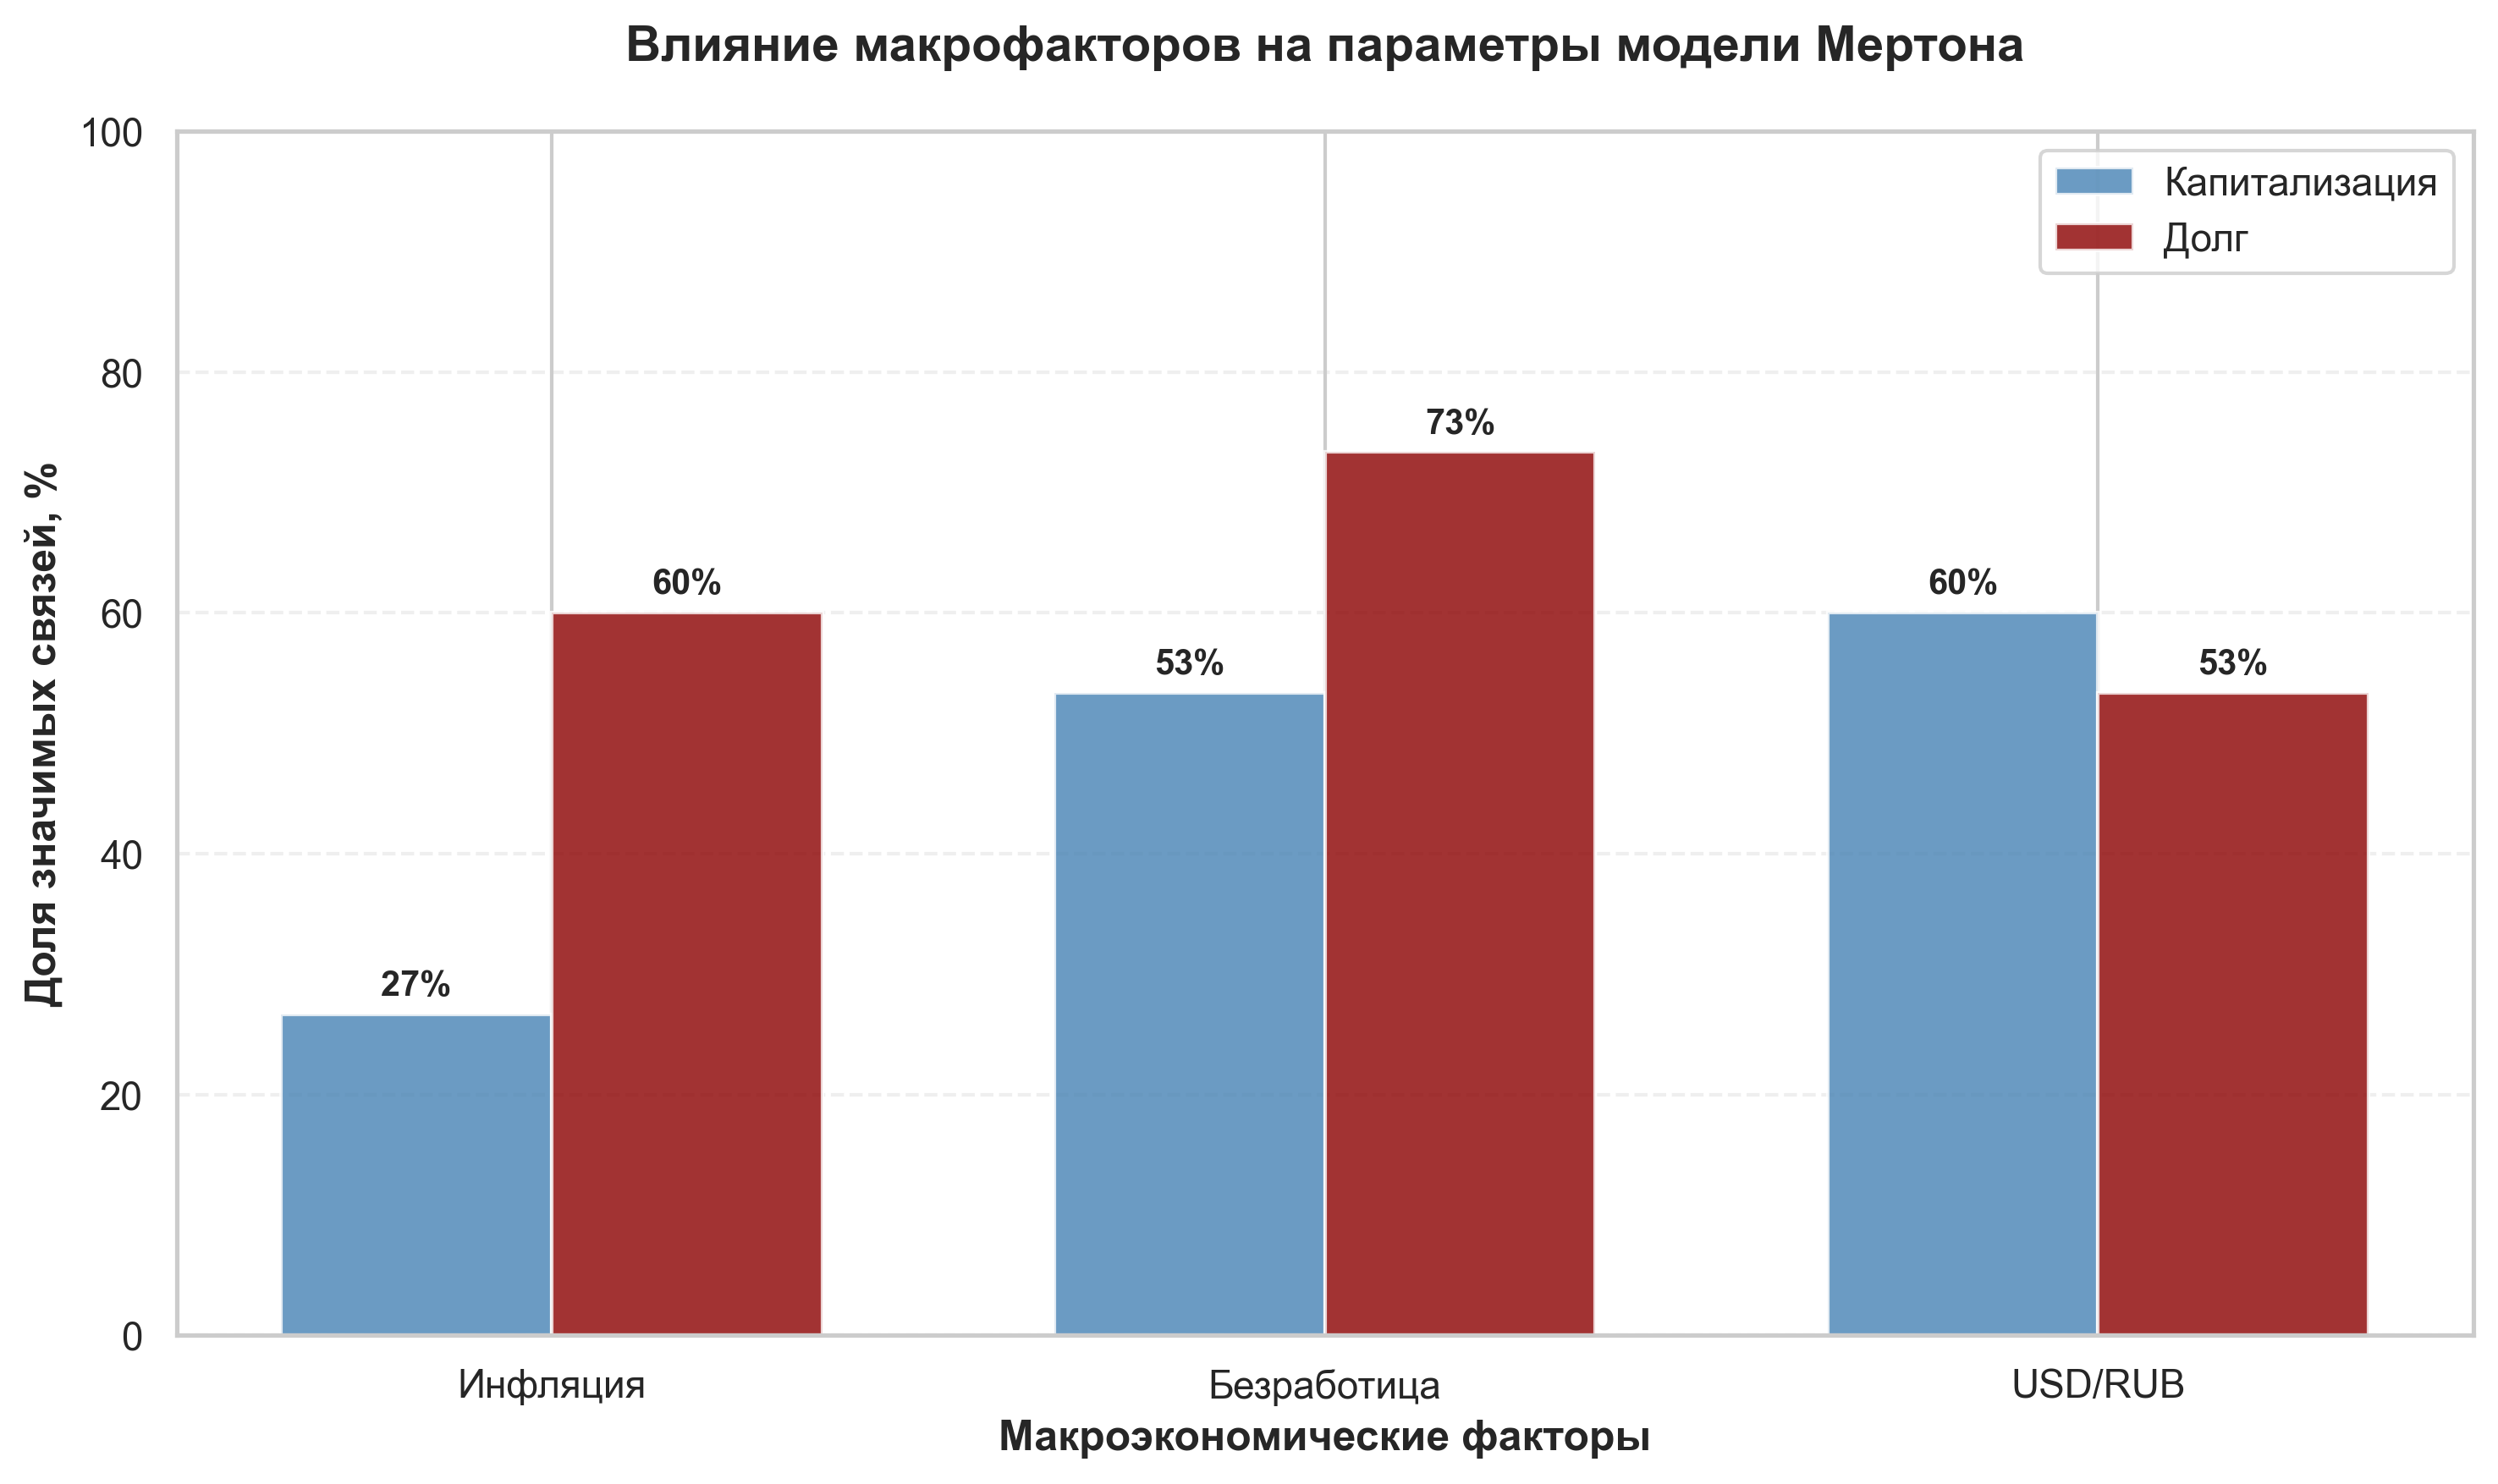 Влияние макрофакторов на параметры модели Мертона
Капитализация
Долг
Доля значимых связей, %
100
80
60
40
20
0
27%
60%
53%
73%
60%
53%
Инфляция
Безработица
USD/RUB
Макроэкономические факторы